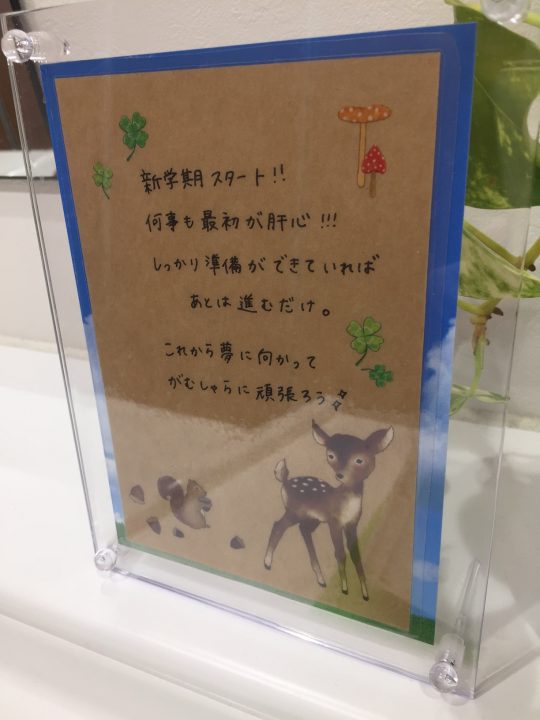 新学期スタート!!
何事も最初が肝心!!!
しっかり準備ができていれば
あとは進むだけ。
これから夢に向かって
がむしゃらに頑張ろう